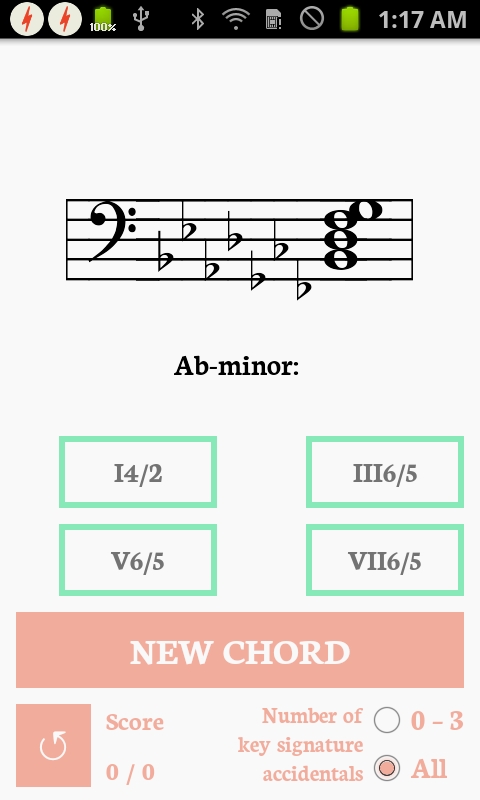 100%
1:17 AM
Ab-minor:
I4/2
III6/5
V6/5
VII6/5
NEW CHORD
Score
0 / 0
Number of
key signature
accidentals
0 – 3
All